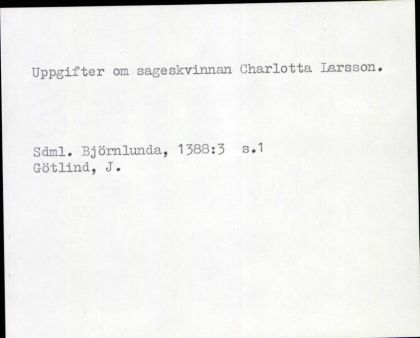 Uppgifter om sageskvinnan Charlotta Larsson.
Sdml. Björnlunda, 1388:3 s.1
Götlind, J.